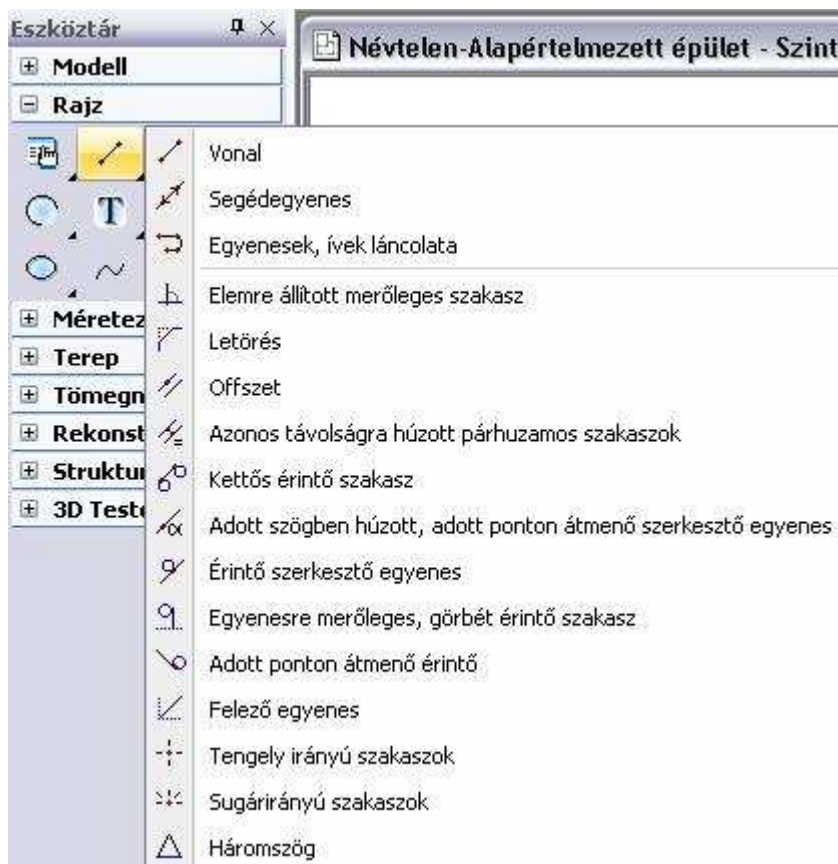 Eszköztár
Névtelen-Alapértelmezett épület - Szint
Modell
Rajz
Vonal
Segédegyenes
T
Egyenesek, ívek láncolata
Elemre állított merőleges szakasz
Méretez
Letörés
Terep
Offszet
Tömegn
Azonos távolságra húzott párhuzamos szakaszok
Rekonst
Kettős érintő szakasz
Struktu
Adott szögben húzott, adott ponton átmenő szerkesztő egyenes
3D Test
Érintő szerkesztő egyenes
Egyenesre merőleges, görbét érintő szakasz
Adott ponton átmenő érintő
Felező egyenes
Tengely irányú szakaszok
Sugárirányú szakaszok
Háromszög